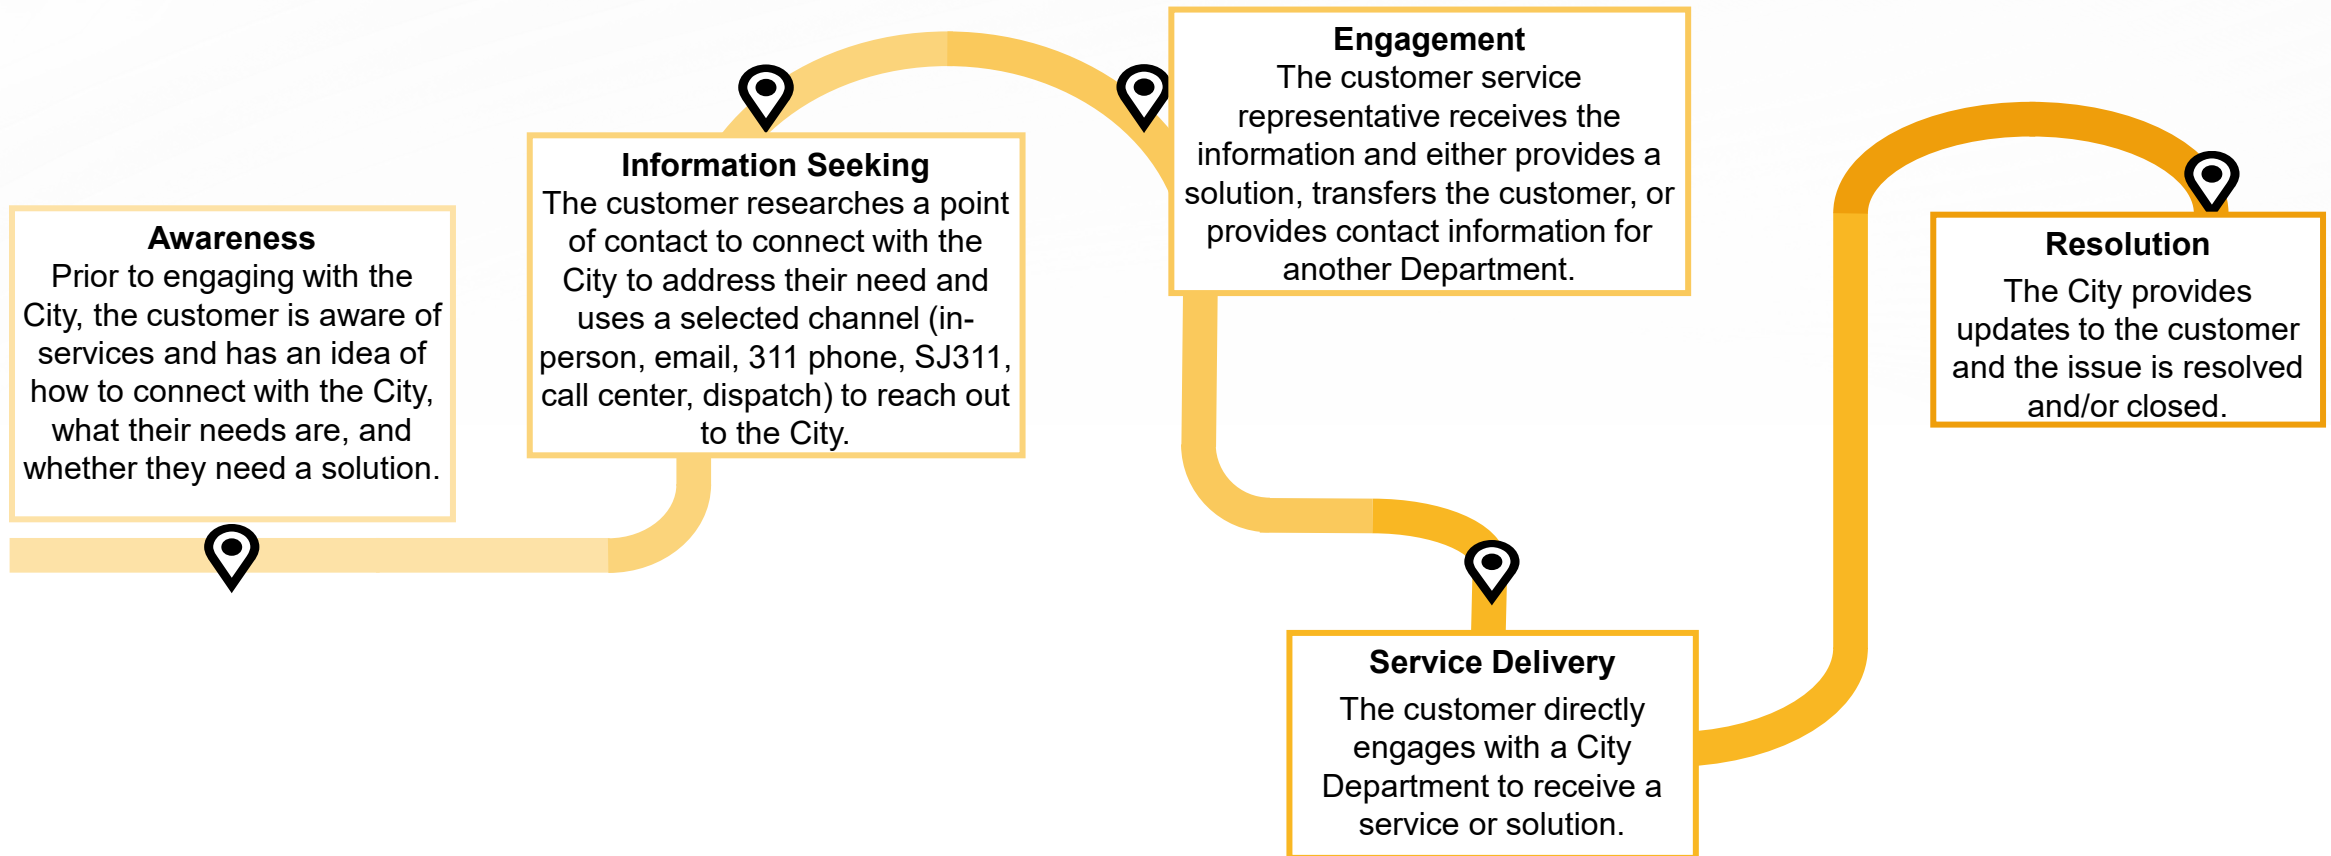 Awareness
Prior to engaging with the
City, the customer is aware of
services and has an idea of
how to connect with the City,
what their needs are, and
whether they need a solution.
Information Seeking
The customer researches a point
of contact to connect with the
City to address their need and
uses a selected channel (in-
person, email, 311 phone, SJ311,
call center, dispatch) to reach out
to the City.
Engagement
The customer service
representative receives the
information and either provides a
solution, transfers the customer, or
provides contact information for
another Department.
Service Delivery
The customer directly
engages with a City
Department to receive a
service or solution.
Resolution
The City provides
updates to the customer
and the issue is resolved
and/or closed.